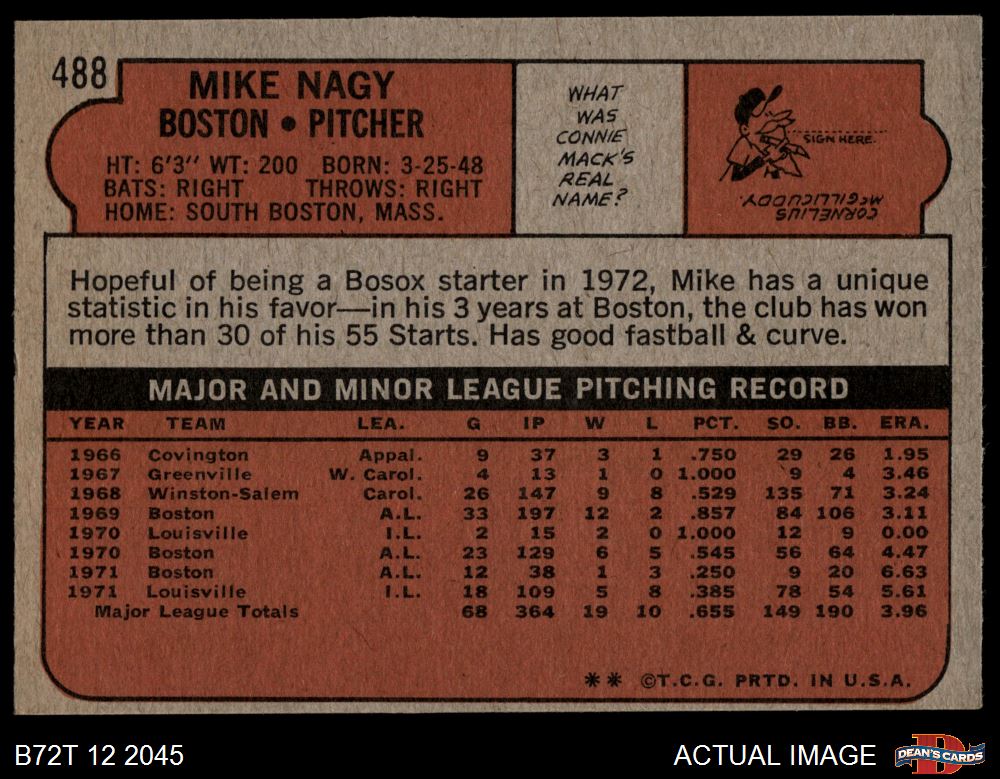 488
MIKE NAGY
BOSTON • PITCHER
HT: 6'3" WT: 200 BORN: 3-25-48
BATS: RIGHT THROWS: RIGHT
HOME: SOUTH BOSTON, MASS.
WHAT
WAS
CONNIE
MACK'S
REAL
NAME?
SIGN HERE.
CORNELIUS
McGILLICUDDY.
Hopeful of being a Bosox starter in 1972, Mike has a unique
statistic in his favor—in his 3 years at Boston, the club has won
more than 30 of his 55 Starts. Has good fastball & curve.
MAJOR AND MINOR LEAGUE PITCHING RECORD
YEAR TEAM LEA. G IP W L PCT. SO. BB. ERA.
1966 Covington Appal. 9 37 3 1 .750 29 26 1.95
1967 Greenville W. Carol. 4 13 1 0 1.000 9 4 3.46
1968 Winston-Salem Carol. 26 147 9 8 .529 135 71 3.24
1969 Boston A.L. 33 197 12 2 .857 84 106 3.11
1970 Louisville I.L. 2 15 2 0 1.000 12 9 0.00
1970 Boston A.L. 23 129 6 5 .545 56 64 4.47
1971 Boston A.L. 12 38 1 3 .250 9 20 6.63
1971 Louisville I.L. 18 109 5 8 .385 78 54 5.61
Major League Totals 68 364 19 10 .655 149 190 3.96
** ©T.C.G. PRTD. IN U.S.A.
B72T 12 2045
ACTUAL IMAGE
DEAN'S CARDS